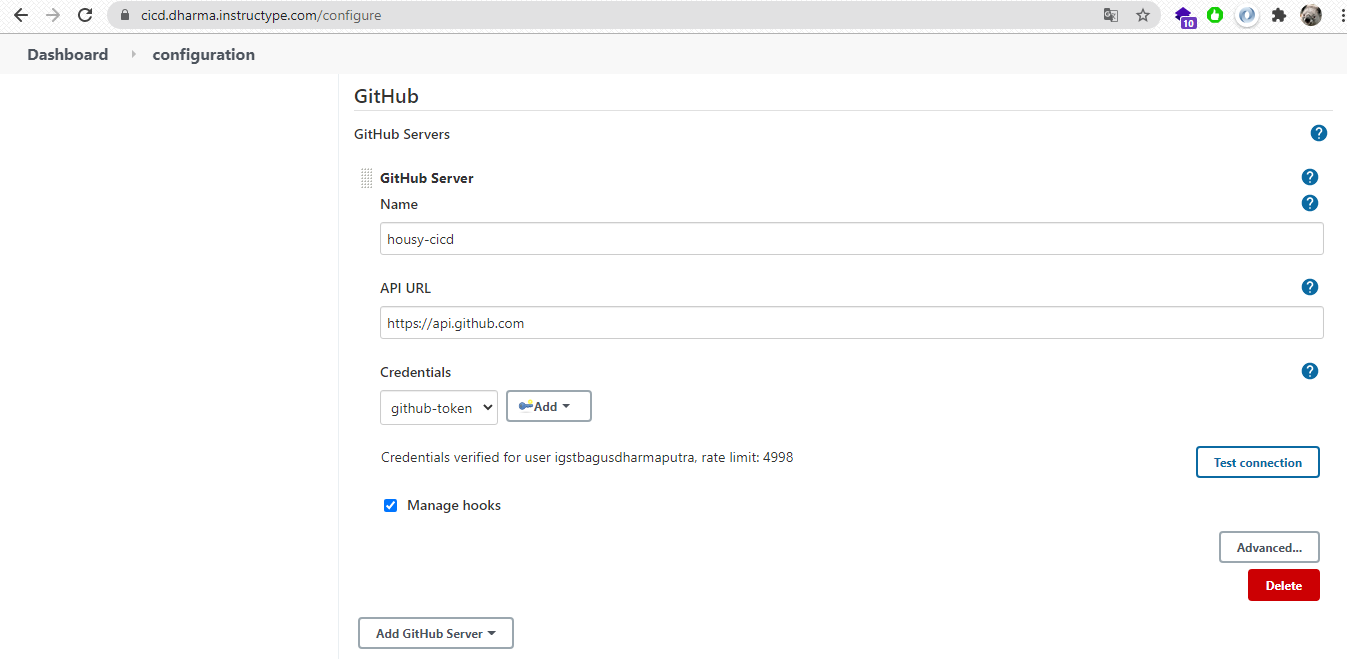 cicd.dharma.instructype.com/configure
10
Dashboard configuration
GitHub
GitHub Servers ?
GitHub Server ?
Name ?
housy-cicd
API URL ?
https://api.github.com
Credentials ?
github-token Add
Credentials verified for user igstbagusdharmaputra, rate limit: 4998
Test connection
Manage hooks
Advanced...
Delete
Add GitHub Server